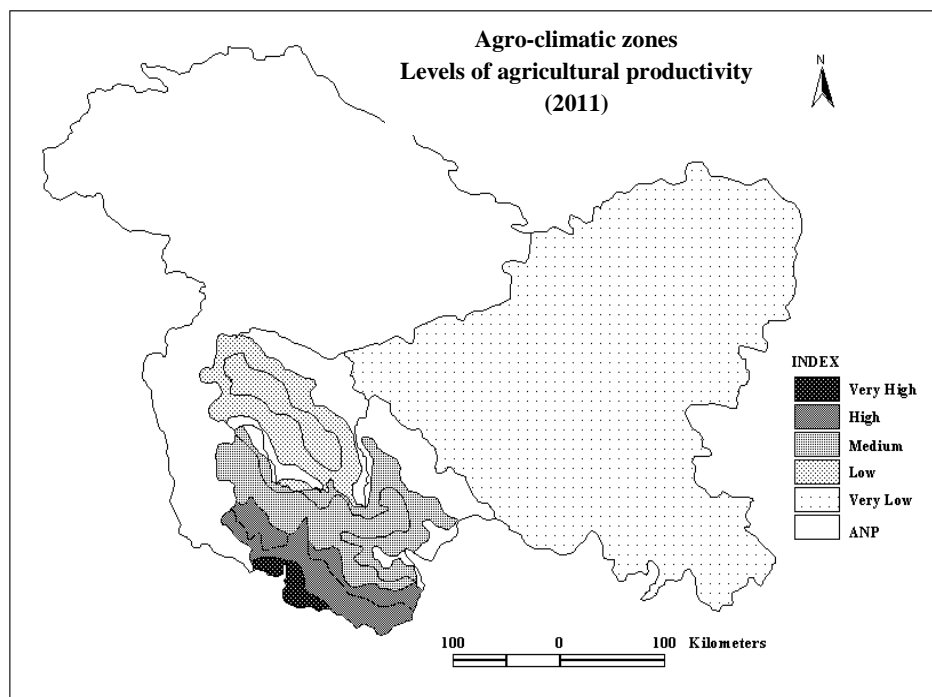 Agro-climatic zones
Levels of agricultural productivity
(2011)
N
INDEX
Very High
High
Medium
Low
Very Low
ANP
100 0 100 Kilometers